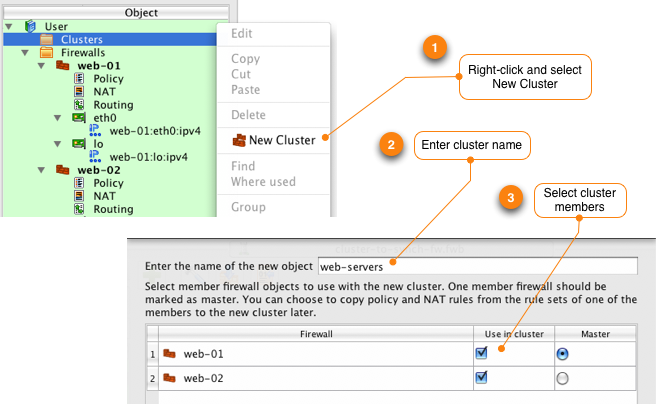 Object
User
Clusters
Firewalls
web-01
Policy
NAT
Routing
eth0
web-01:eth0:ipv4
lo
web-01:lo:ipv4
web-02
Policy
NAT
Routing
Edit
Copy
Cut
Paste
Delete
New Cluster
Find
Where used
Group
1
Right-click and select
New Cluster
2
Enter cluster name
3
Select cluster
members
Enter the name of the new object web-servers
Select member firewall objects to use with the new cluster. One member firewall should be
marked as master. You can choose to copy policy and NAT rules from the rule sets of one of the
members to the new cluster later.
Firewall Use in cluster Master
1 web-01
2 web-02